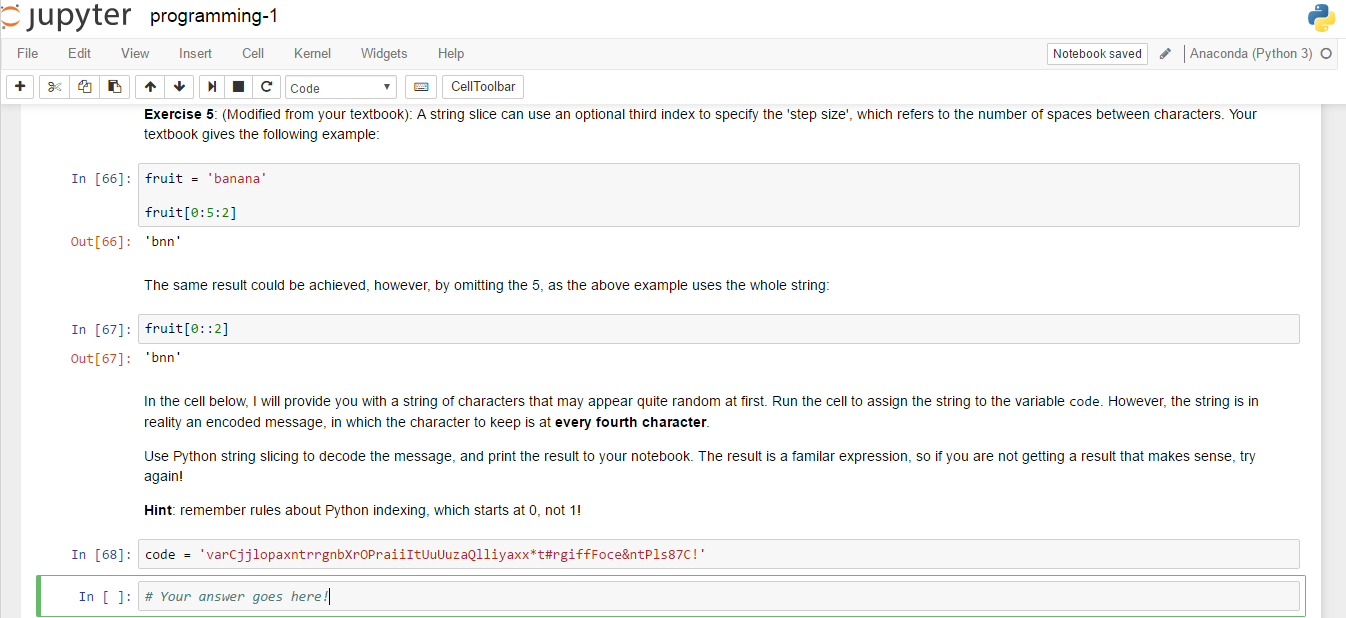 jupyter programming-1
File Edit View Insert Cell Kernel Widgets Help Notebook saved Anaconda (Python 3)
Code CellToolbar
Exercise 5: (Modified from your textbook): A string slice can use an optional third index to specify the 'step size', which refers to the number of spaces between characters. Your
textbook gives the following example:
In [66]: fruit = 'banana'
fruit[0:5:2]
Out[66]: 'bnn'
The same result could be achieved, however, by omitting the 5, as the above example uses the whole string:
In [67]: fruit[0::2]
Out[67]: 'bnn'
In the cell below, I will provide you with a string of characters that may appear quite random at first. Run the cell to assign the string to the variable code. However, the string is in
reality an encoded message, in which the character to keep is at every fourth character.
Use Python string slicing to decode the message, and print the result to your notebook. The result is a familar expression, so if you are not getting a result that makes sense, try
again!
Hint: remember rules about Python indexing, which starts at 0, not 1!
In [68]: code = 'varCjjlopaxntrrgnbXrOPraiiItUuUuzaQlliyaxx*t#rgiffFoce&ntPls87C!'
In [ ]: # Your answer goes here!